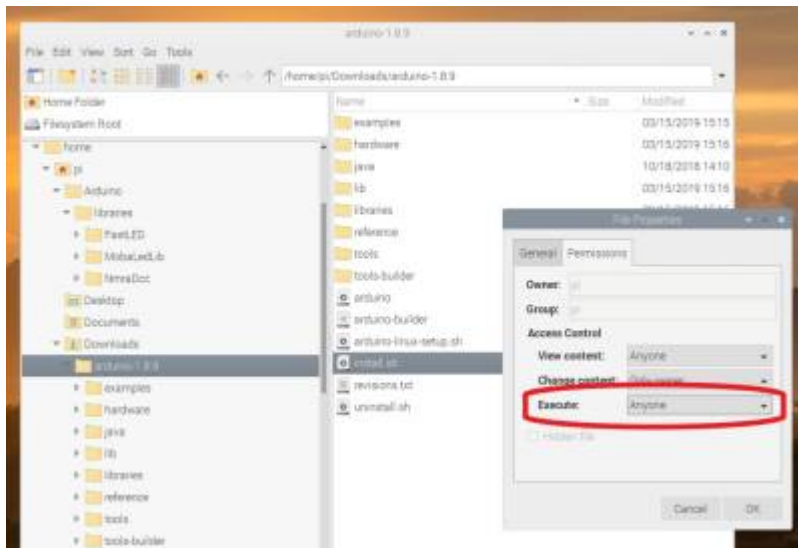 arduino-1.8.9
File Edit View Sort Go Tools
/home/pi/Downloads/arduino-1.8.9
Home Folder
Filesystem Root
home
pi
Arduino
libraries
FastLED
MobaLedLib
NmraDcc
Desktop
Documents
Downloads
arduino-1.8.9
examples
hardware
java
lib
libraries
reference
tools
tools-builder
Name Size Modified
examples 03/15/2019 15:15
hardware 03/15/2019 15:16
java 10/18/2018 14:10
lib 03/15/2019 15:16
libraries
reference
tools
tools-builder
arduino
arduino-builder
arduino-linux-setup.sh
install.sh
revisions.txt
uninstall.sh
File Properties
General Permissions
Owner: pi
Group: pi
Access Control
View content: Anyone
Change content: Only owner
Execute: Anyone
Hidden file
Cancel OK